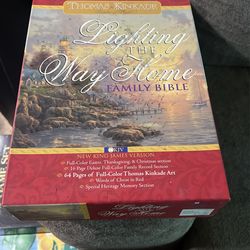 THOMAS KINKADE
Lighting
THE
Way Home
FAMILY BIBLE
NKJV
NEW KING JAMES VERSION
• Full-Color Easter, Thanksgiving, & Christmas section
• 16 Page Deluxe Full-Color Family Record Section
• 64 Pages of Full-Color Thomas Kinkade Art
• Words of Christ in Red
• Special Heritage Memory Section
Lighting
THE
Way Home